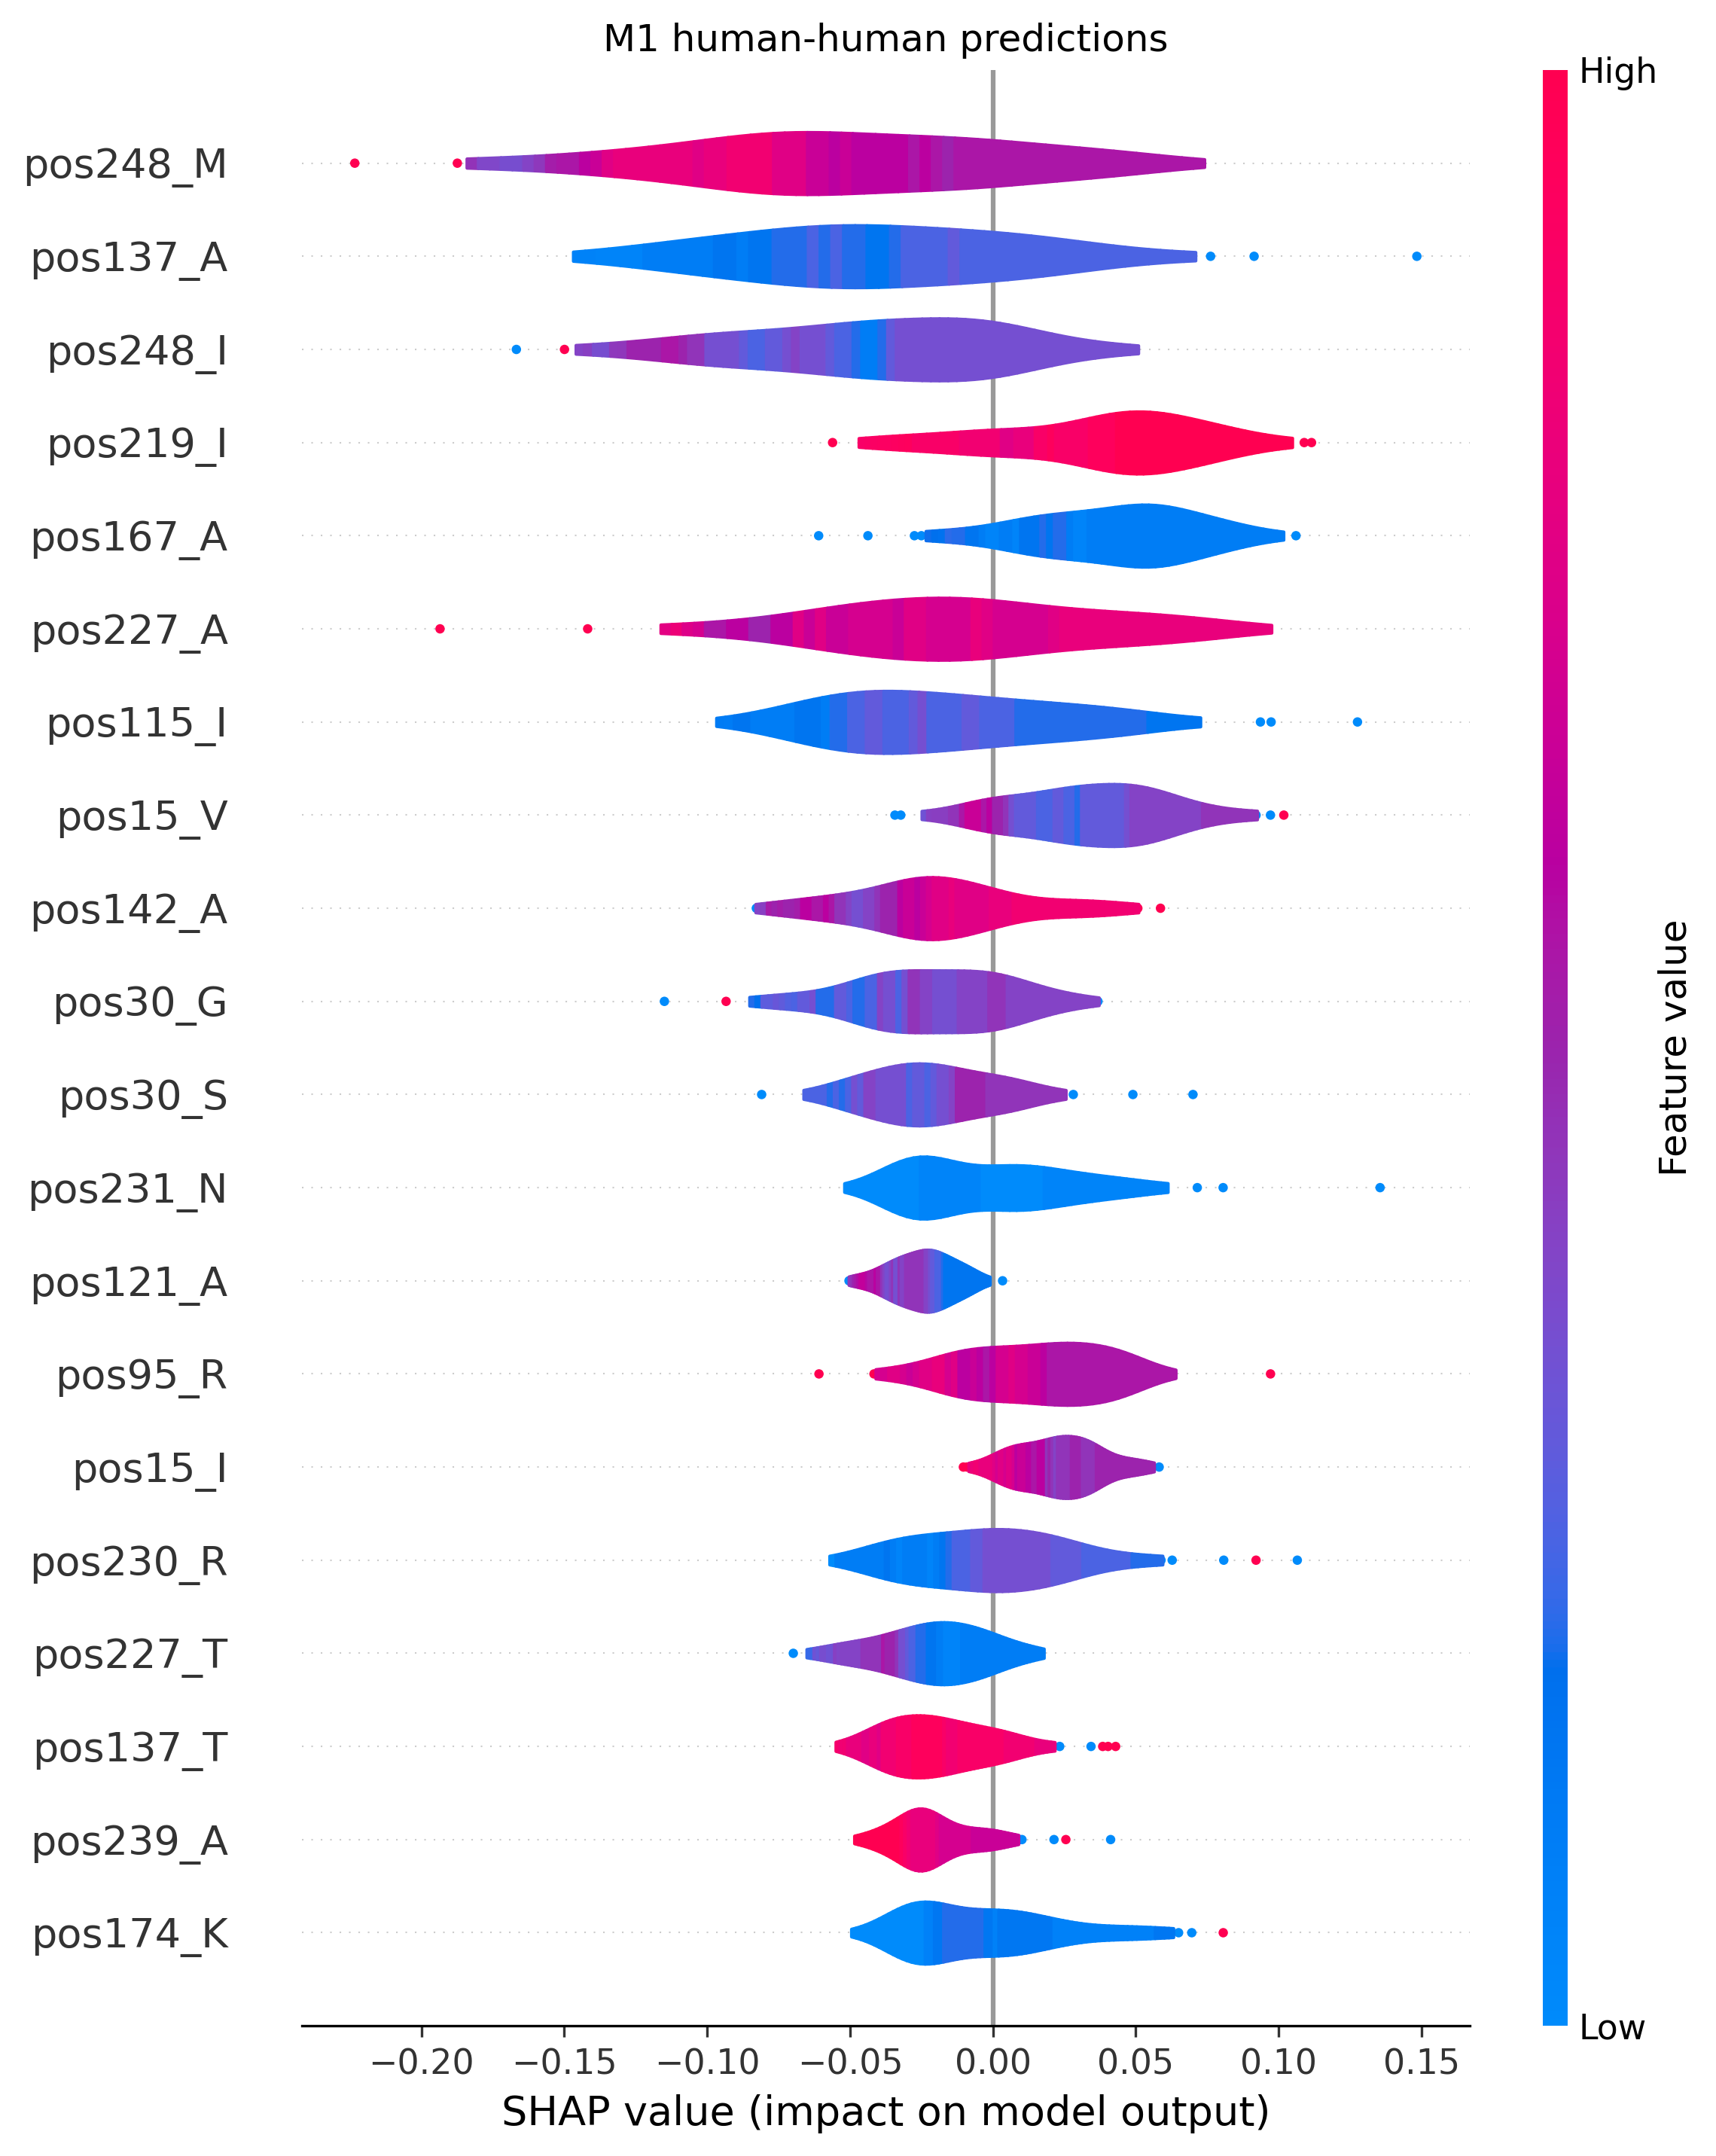 M1 human-human predictions
High
pos248_M
pos137_A
pos248_I
pos219_I
pos167_A
pos227_A
pos115_I
pos15_V
pos142_A
pos30_G
pos30_S
pos231_N
pos121_A
pos95_R
pos15_I
pos230_R
pos227_T
pos137_T
pos239_A
pos174_K
Feature value
Low
−0.20 −0.15 −0.10 −0.05 0.00 0.05 0.10 0.15
SHAP value (impact on model output)